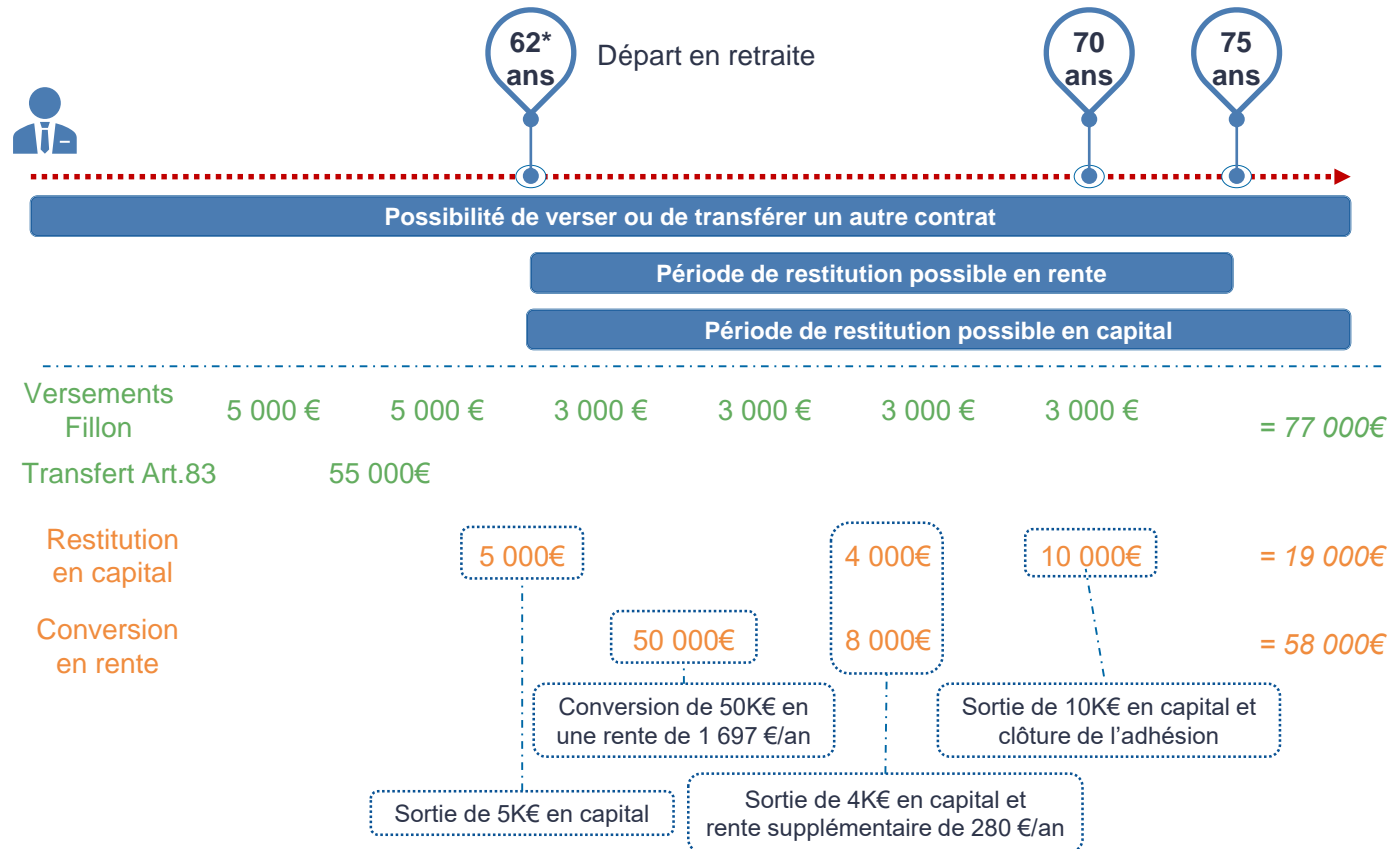 62*
ans
Départ en retraite
70
ans
75
ans
Possibilité de verser ou de transférer un autre contrat
Période de restitution possible en rente
Période de restitution possible en capital
Versements
Fillon
5 000 €
5 000 €
3 000 €
3 000 €
3 000 €
3 000 €
= 77 000€
Transfert Art.83
55 000€
Restitution
en capital
5 000€
4 000€
10 000€
= 19 000€
Conversion
en rente
50 000€
8 000€
= 58 000€
Conversion de 50K€ en
une rente de 1 697 €/an
Sortie de 10K€ en capital et
clôture de l'adhésion
Sortie de 5K€ en capital
Sortie de 4K€ en capital et
rente supplémentaire de 280 €/an